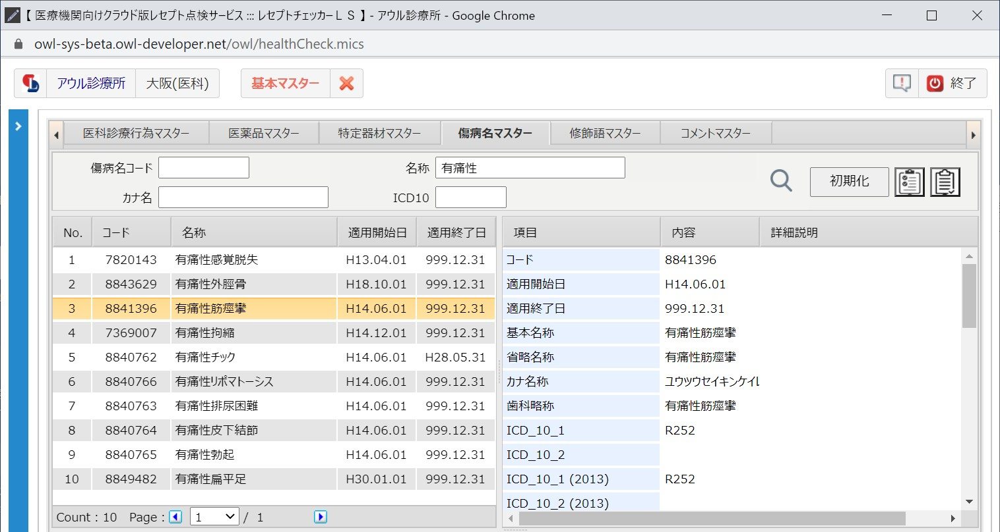 【 医療機関向けクラウド版レセプト点検サービス ::: レセプトチェッカーＬＳ 】 - アウル診療所 - Google Chrome
owl-sys-beta.owl-developer.net/owl/healthCheck.mics
アウル診療所 大阪(医科) 基本マスター 終了
医科診療行為マスター 医薬品マスター 特定器材マスター 傷病名マスター 修飾語マスター コメントマスター
傷病名コード 名称 有痛性
カナ名 ICD10 初期化
No. コード 名称 適用開始日 適用終了日
1 7820143 有痛性感覚脱失 H13.04.01 999.12.31
2 8843629 有痛性外脛骨 H18.10.01 999.12.31
3 8841396 有痛性筋痙攣 H14.06.01 999.12.31
4 7369007 有痛性拘縮 H14.12.01 999.12.31
5 8840762 有痛性チック H14.06.01 H28.05.31
6 8840766 有痛性リポマトーシス H14.06.01 999.12.31
7 8840763 有痛性排尿困難 H14.06.01 999.12.31
8 8840764 有痛性皮下結節 H14.06.01 999.12.31
9 8840765 有痛性勃起 H14.06.01 999.12.31
10 8849482 有痛性扁平足 H30.01.01 999.12.31
Count : 10 Page : 1 / 1
項目 内容 詳細説明
コード 8841396
適用開始日 H14.06.01
適用終了日 999.12.31
基本名称 有痛性筋痙攣
省略名称 有痛性筋痙攣
カナ名称 ユウツウセイキンケイ
歯科略称 有痛性筋痙攣
ICD_10_1 R252
ICD_10_2
ICD_10_1 (2013) R252
ICD_10_2 (2013)